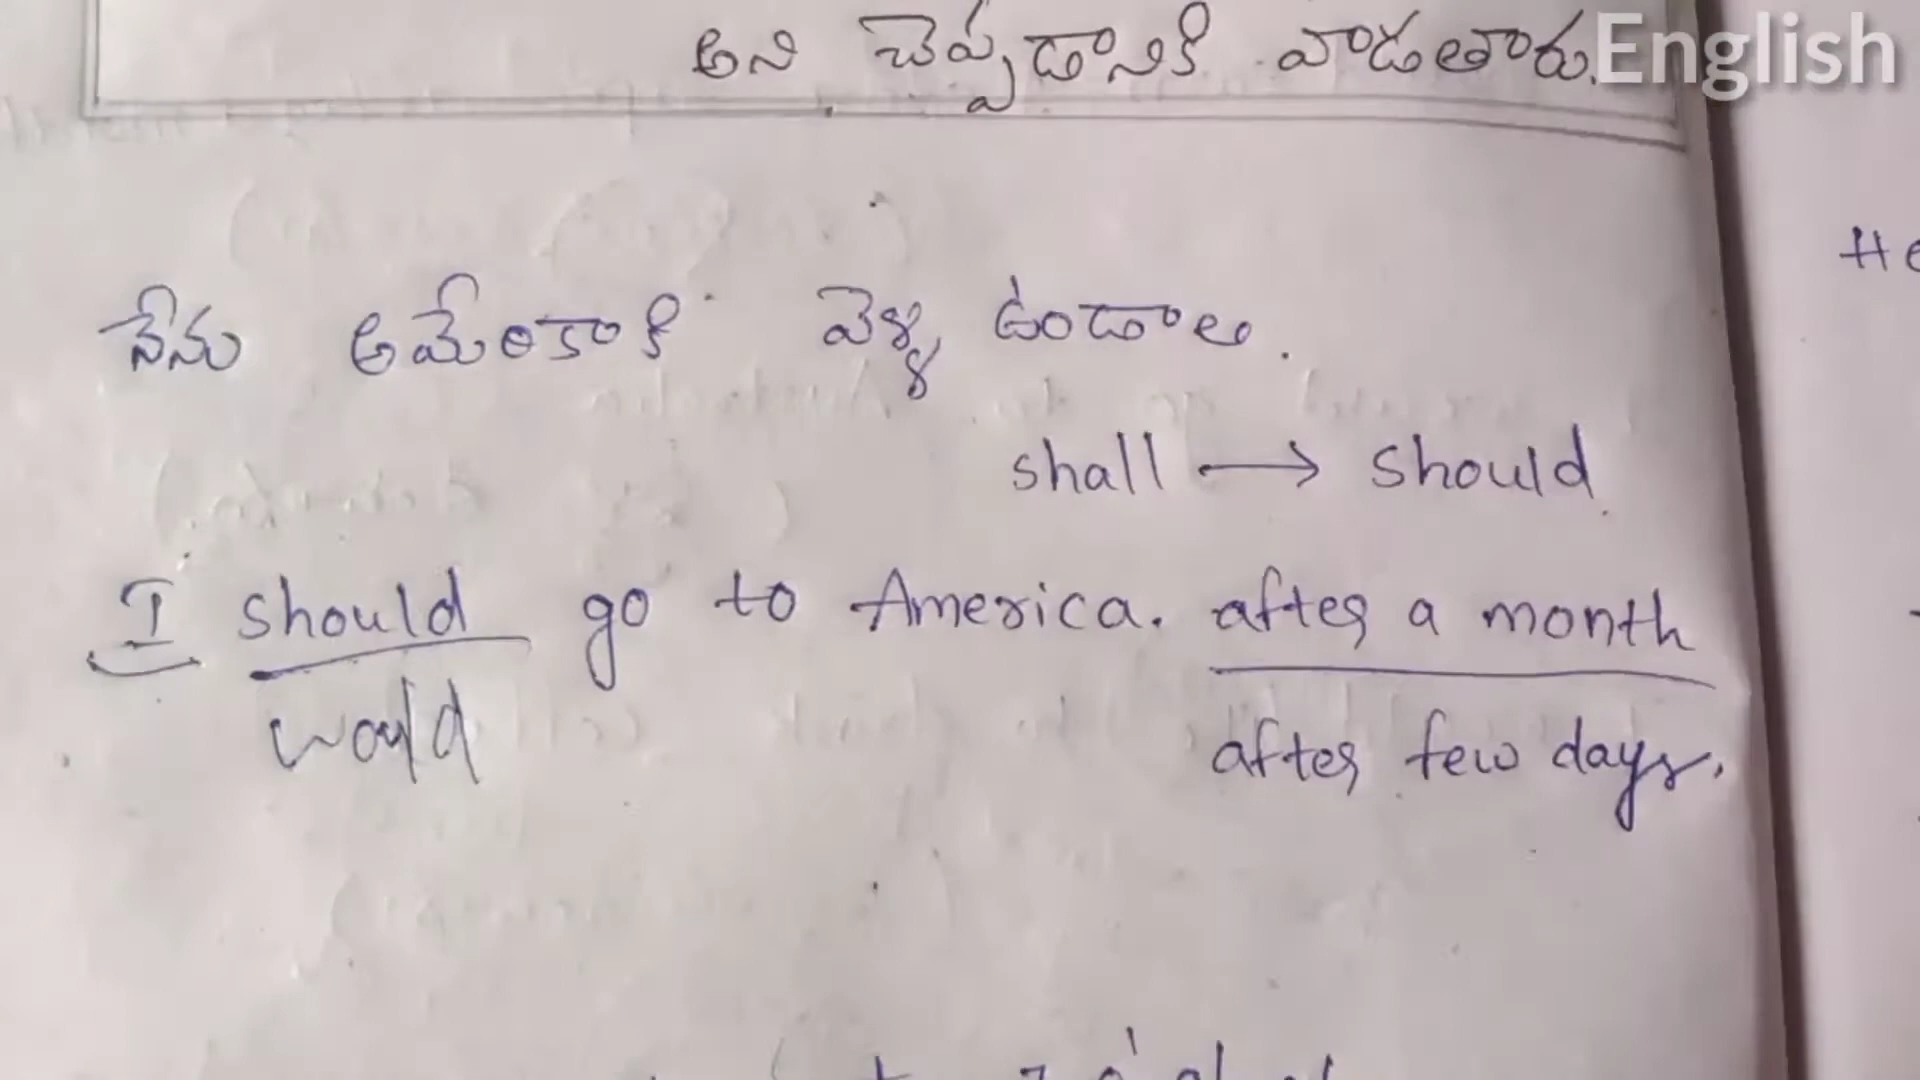 అని చెప్పడానికి వాడతారు. English
నేను అమేరికాకి వెళ్ళి ఉండాలి.
shall → should
I should go to America. after a month
would after few days.